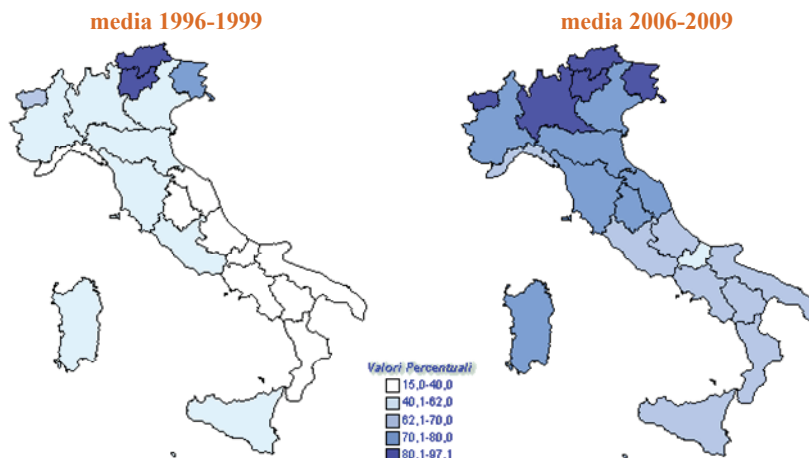 media 1996-1999
media 2006-2009
Valori Percentuali
15,0-40,0
40,1-62,0
62,1-70,0
70,1-80,0
80,1-97,1